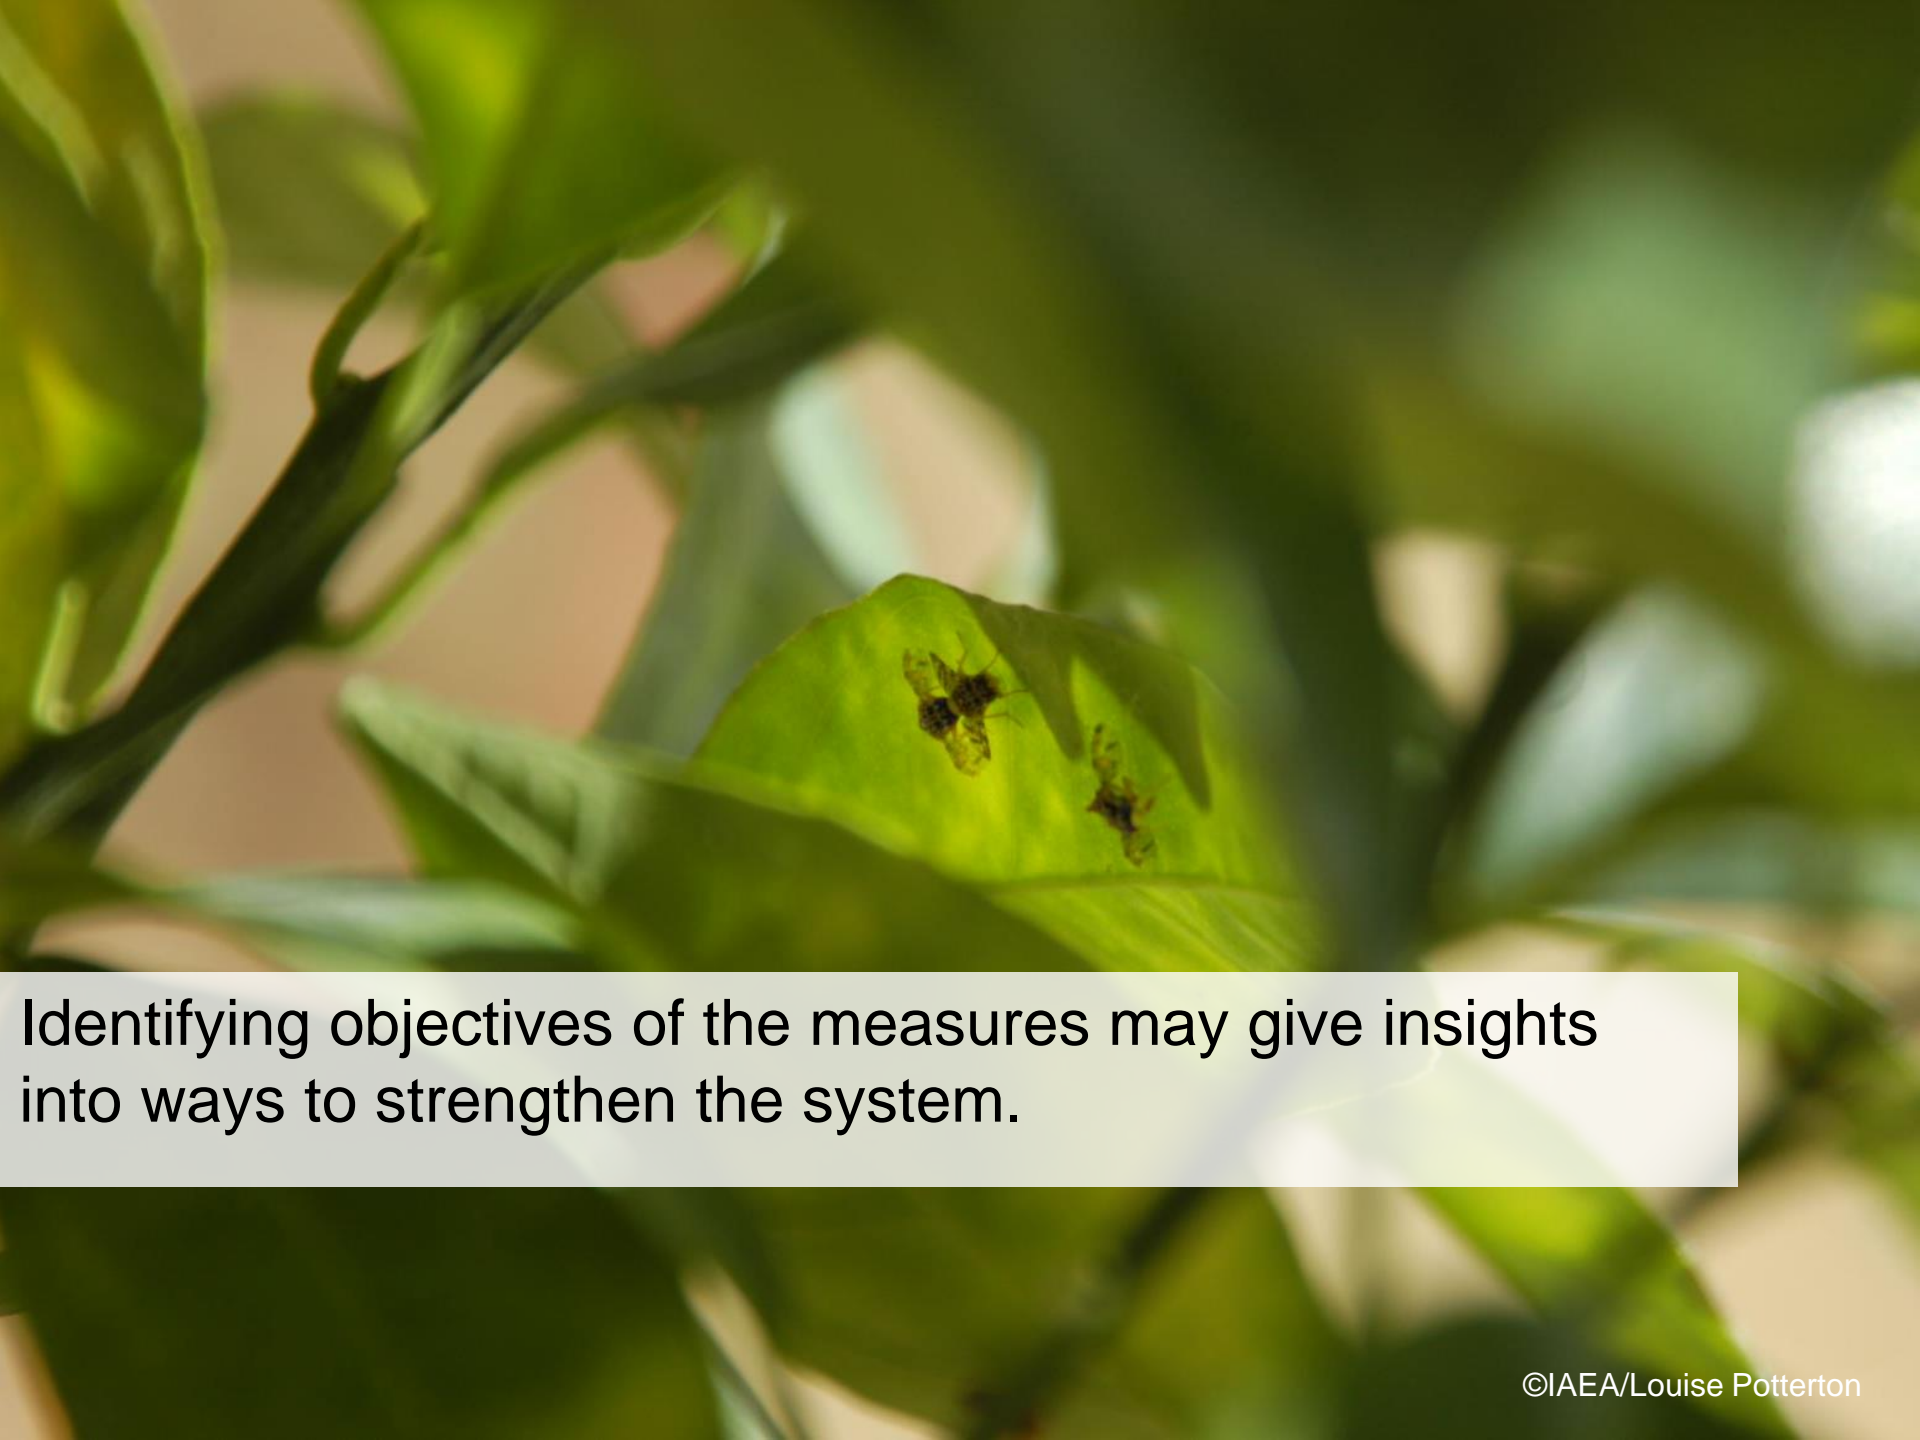 Identifying objectives of the measures may give insights
into ways to strengthen the system.
©IAEA/Louise Potterton